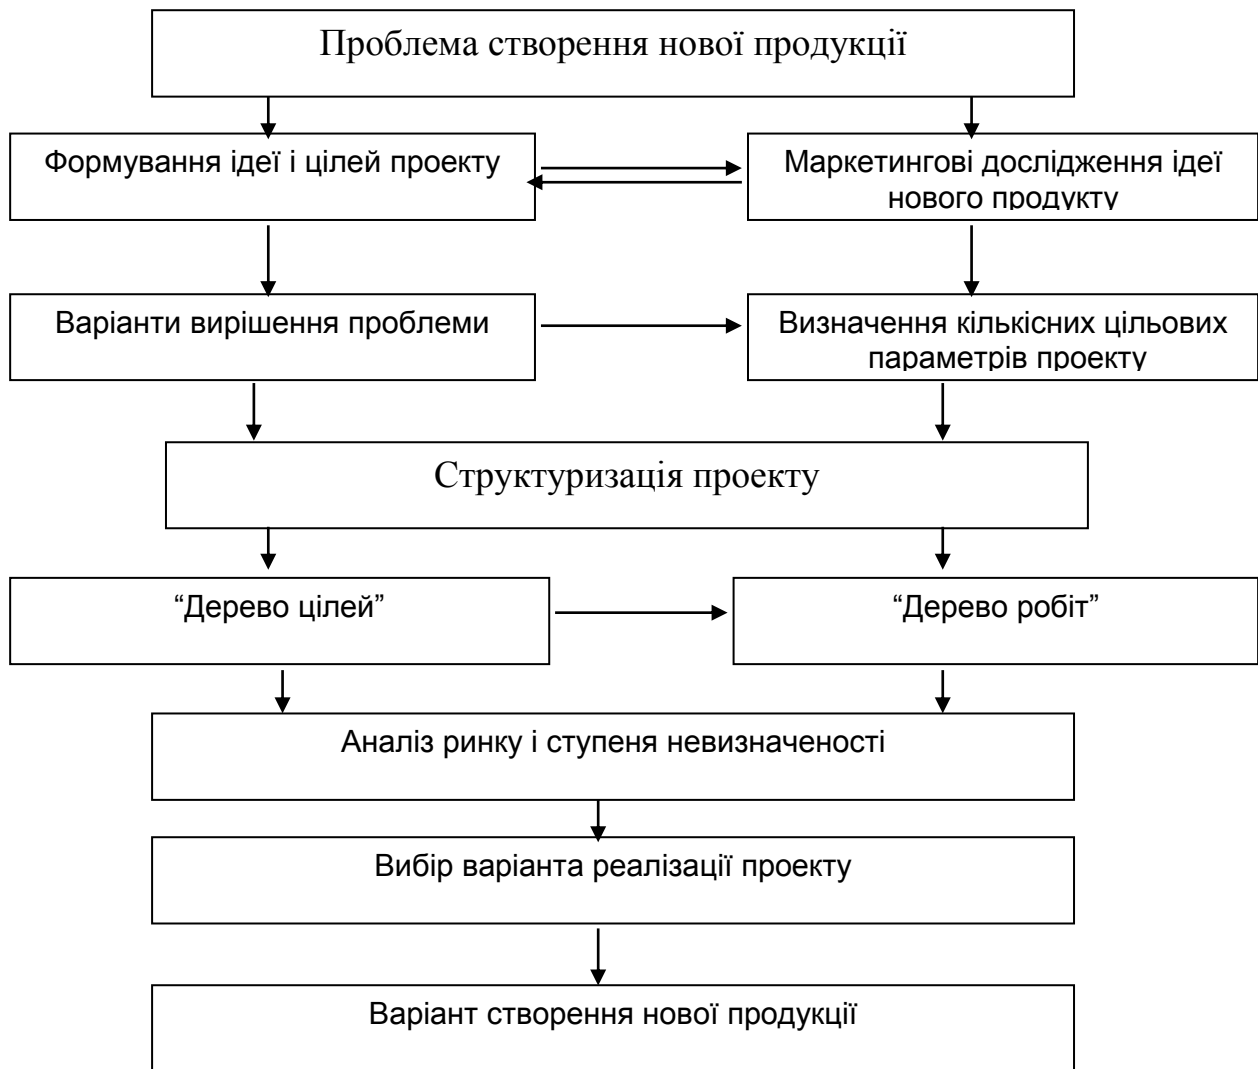 Проблема створення нової продукції
Формування ідеї і цілей проекту
Маркетингові дослідження ідеї
нового продукту
Варіанти вирішення проблеми
Визначення кількісних цільових
параметрів проекту
Структуризація проекту
“Дерево цілей”
“Дерево робіт”
Аналіз ринку і ступеня невизначеності
Вибір варіанта реалізації проекту
Варіант створення нової продукції